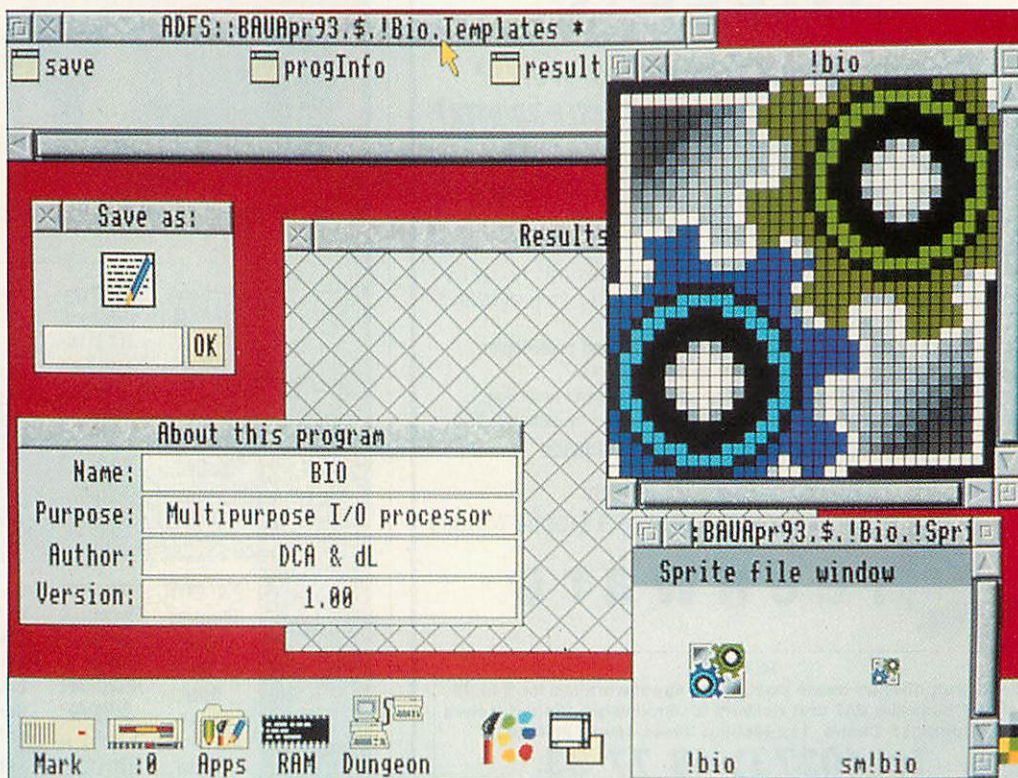 ADFS::BAUApr93.$.!Bio.Templates *
save progInfo result
!bio
Save as:
OK
Results
About this program
Name: BIO
Purpose: Multipurpose I/O processor
Author: DCA & dL
Version: 1.00
:BAUApr93.$.!Bio.!Spri
Sprite file window
!bio sm!bio
Mark :0 Apps RAM Dungeon